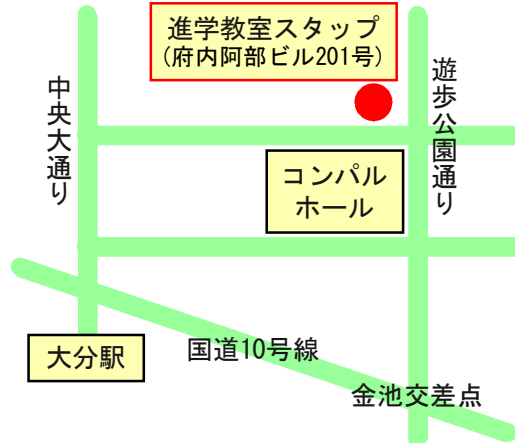 進学教室スタップ
(府内阿部ビル201号)
中央大通り
遊歩公園通り
コンパル
ホール
大分駅
国道10号線
金池交差点